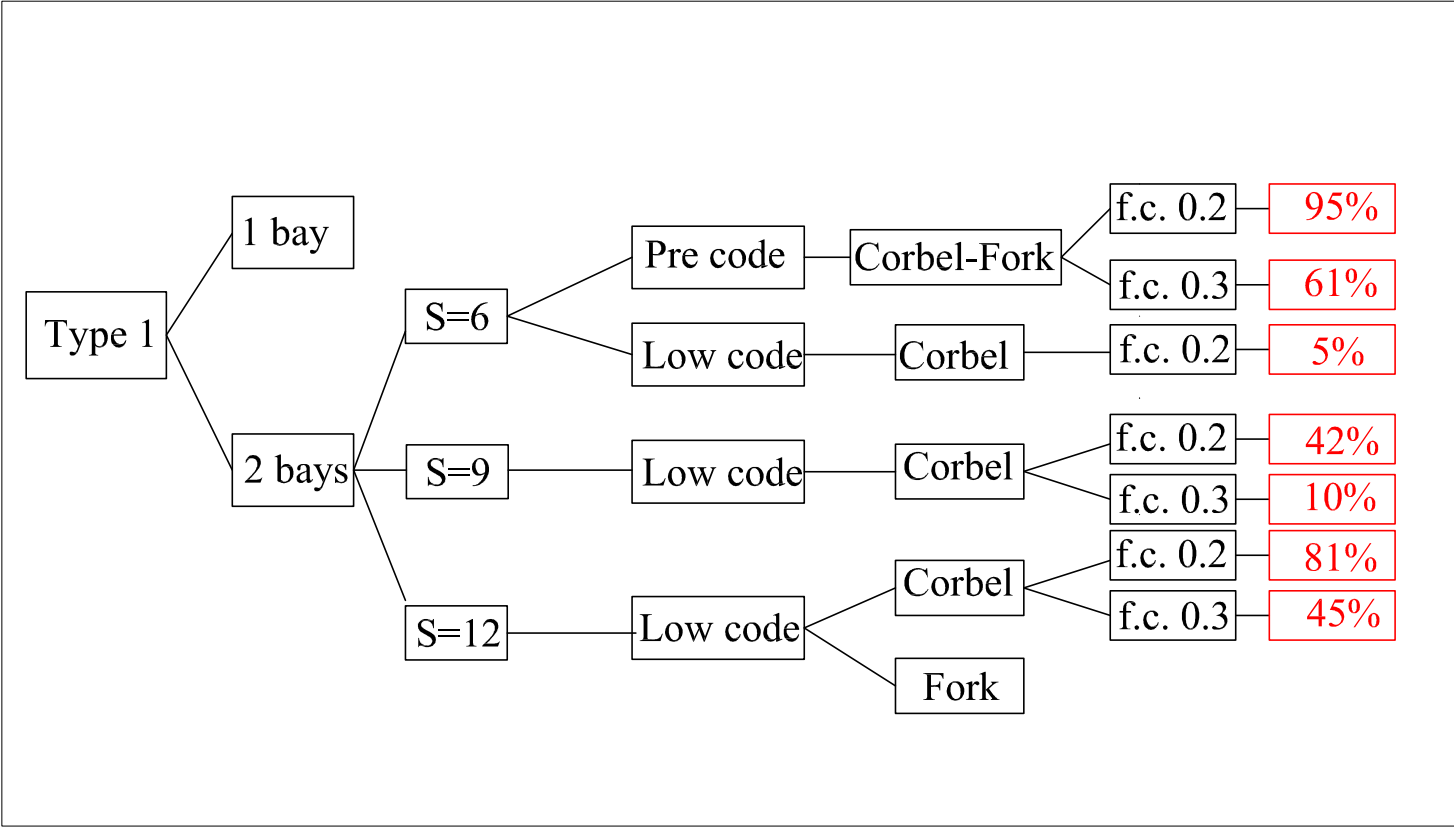 Type 1
1 bay
2 bays
S=6
S=9
S=12
Pre code
Low code
Low code
Low code
Corbel-Fork
Corbel
Corbel
Corbel
Fork
f.c. 0.2
95%
f.c. 0.3
61%
f.c. 0.2
5%
f.c. 0.2
42%
f.c. 0.3
10%
f.c. 0.2
81%
f.c. 0.3
45%